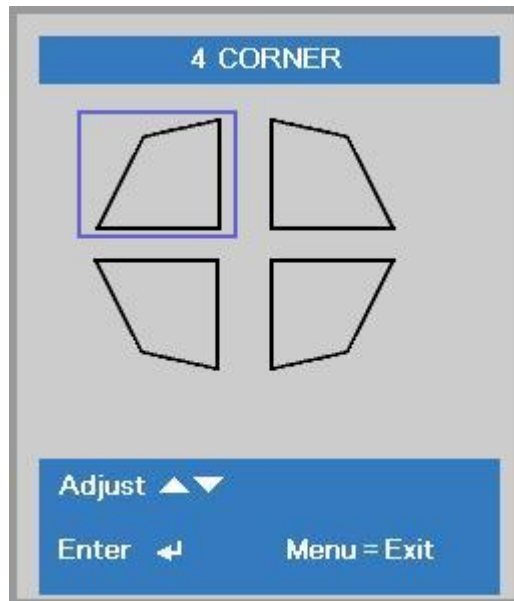 4 CORNER
Adjust ▲▼
Enter ↵
Menu = Exit